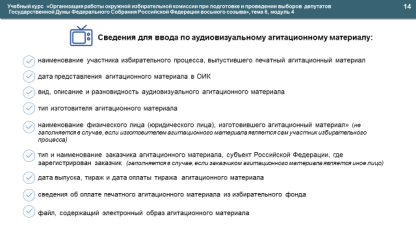 Учебный курс «Организация работы окружной избирательной комиссии при подготовке и проведении выборов депутатов
Государственной Думы Федерального Собрания Российской Федерации восьмого созыва», тема 6, модуль 4
14
Сведения для ввода по аудиовизуальному агитационному материалу:
наименование участника избирательного процесса, выпустившего печатный агитационный материал
дата представления агитационного материала в ОИК
вид, описание и разновидность аудиовизуального агитационного материала
тип изготовителя агитационного материала
наименование физического лица (юридического лица), изготовившего агитационный материал» (не
заполняется в случае, если изготовителем агитационного материала является сам участник избирательного
процесса)
тип и наименование заказчика агитационного материала, субъект Российской Федерации, где
зарегистрирован заказчик (заполняется в случае, если заказчиком агитационного материала является иное лицо)
дата выпуска, тираж и дата оплаты тиража агитационного материала
сведения об оплате печатного агитационного материала из избирательного фонда
файл, содержащий электронный образ агитационного материала